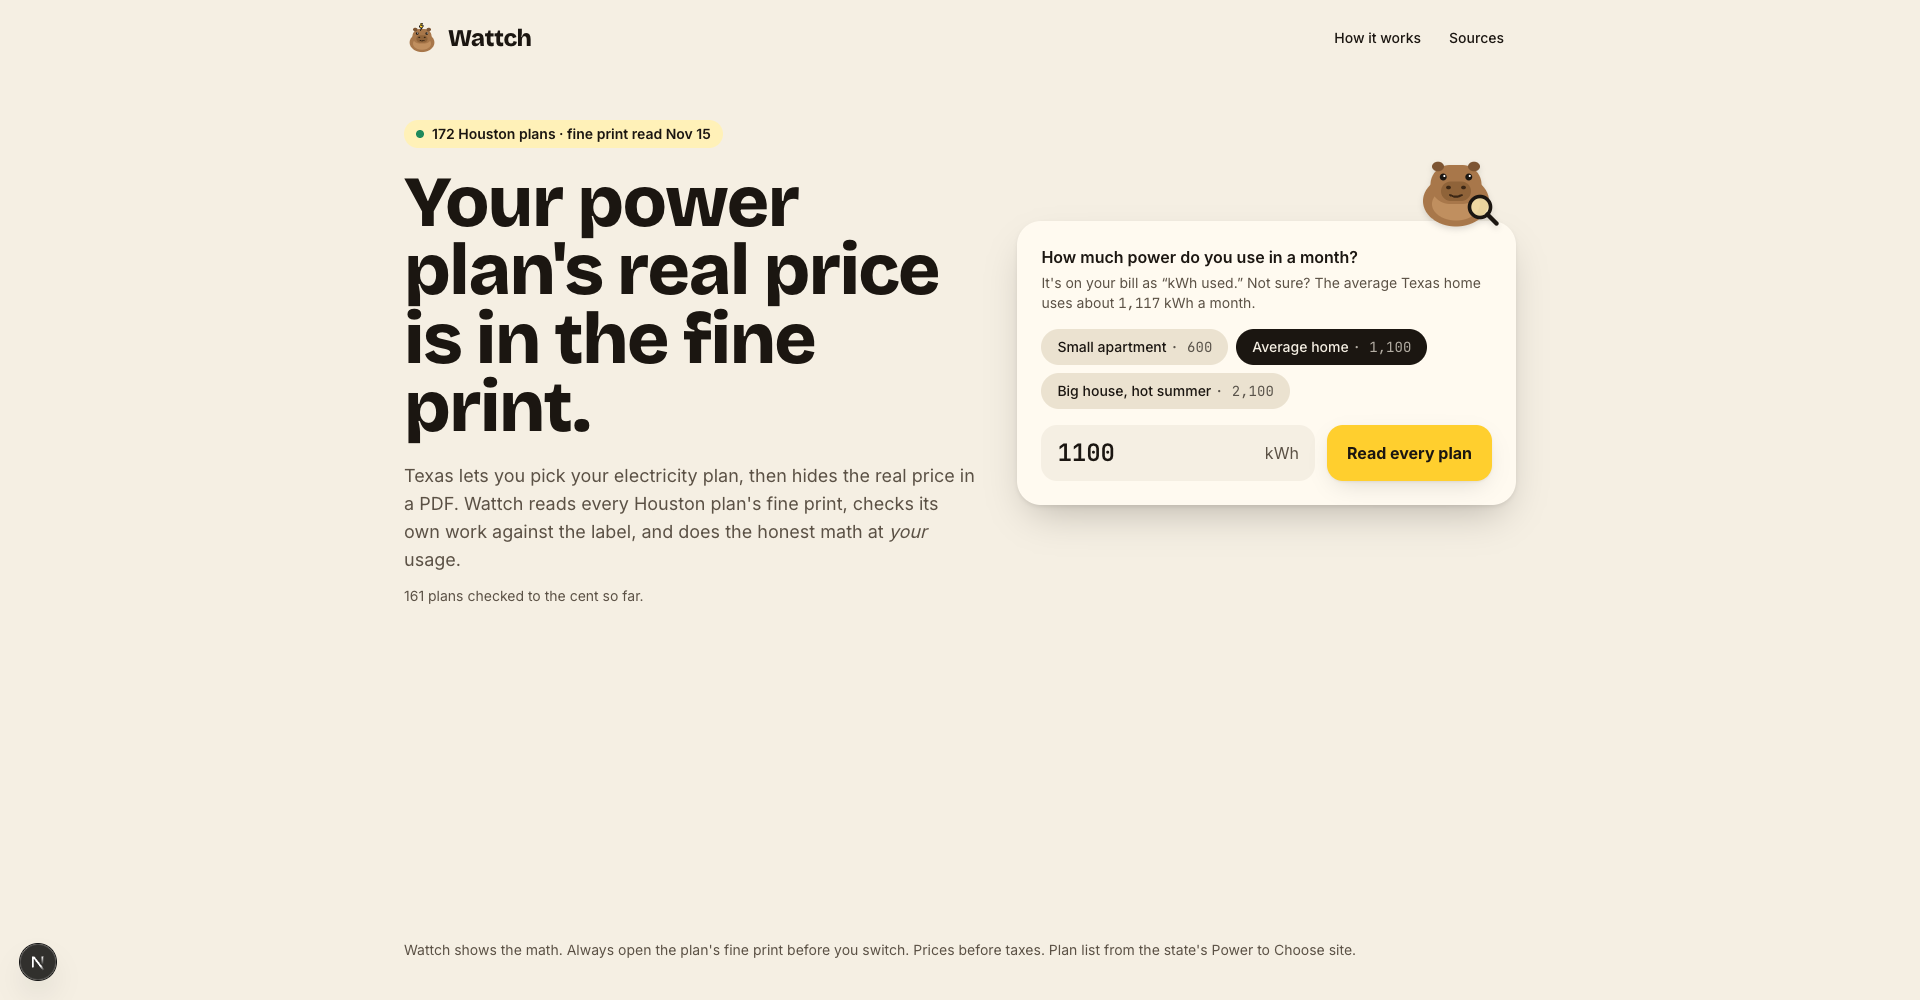 Wattch
How it works
Sources
172 Houston plans · fine print read Nov 15
Your power
plan's real price
is in the fine
print.
Texas lets you pick your electricity plan, then hides the real price in
a PDF. Wattch reads every Houston plan's fine print, checks its
own work against the label, and does the honest math at your
usage.
161 plans checked to the cent so far.
How much power do you use in a month?
It's on your bill as “kWh used.” Not sure? The average Texas home
uses about 1,117 kWh a month.
Small apartment · 600
Average home · 1,100
Big house, hot summer · 2,100
1100 kWh
Read every plan
Wattch shows the math. Always open the plan's fine print before you switch. Prices before taxes. Plan list from the state's Power to Choose site.
N